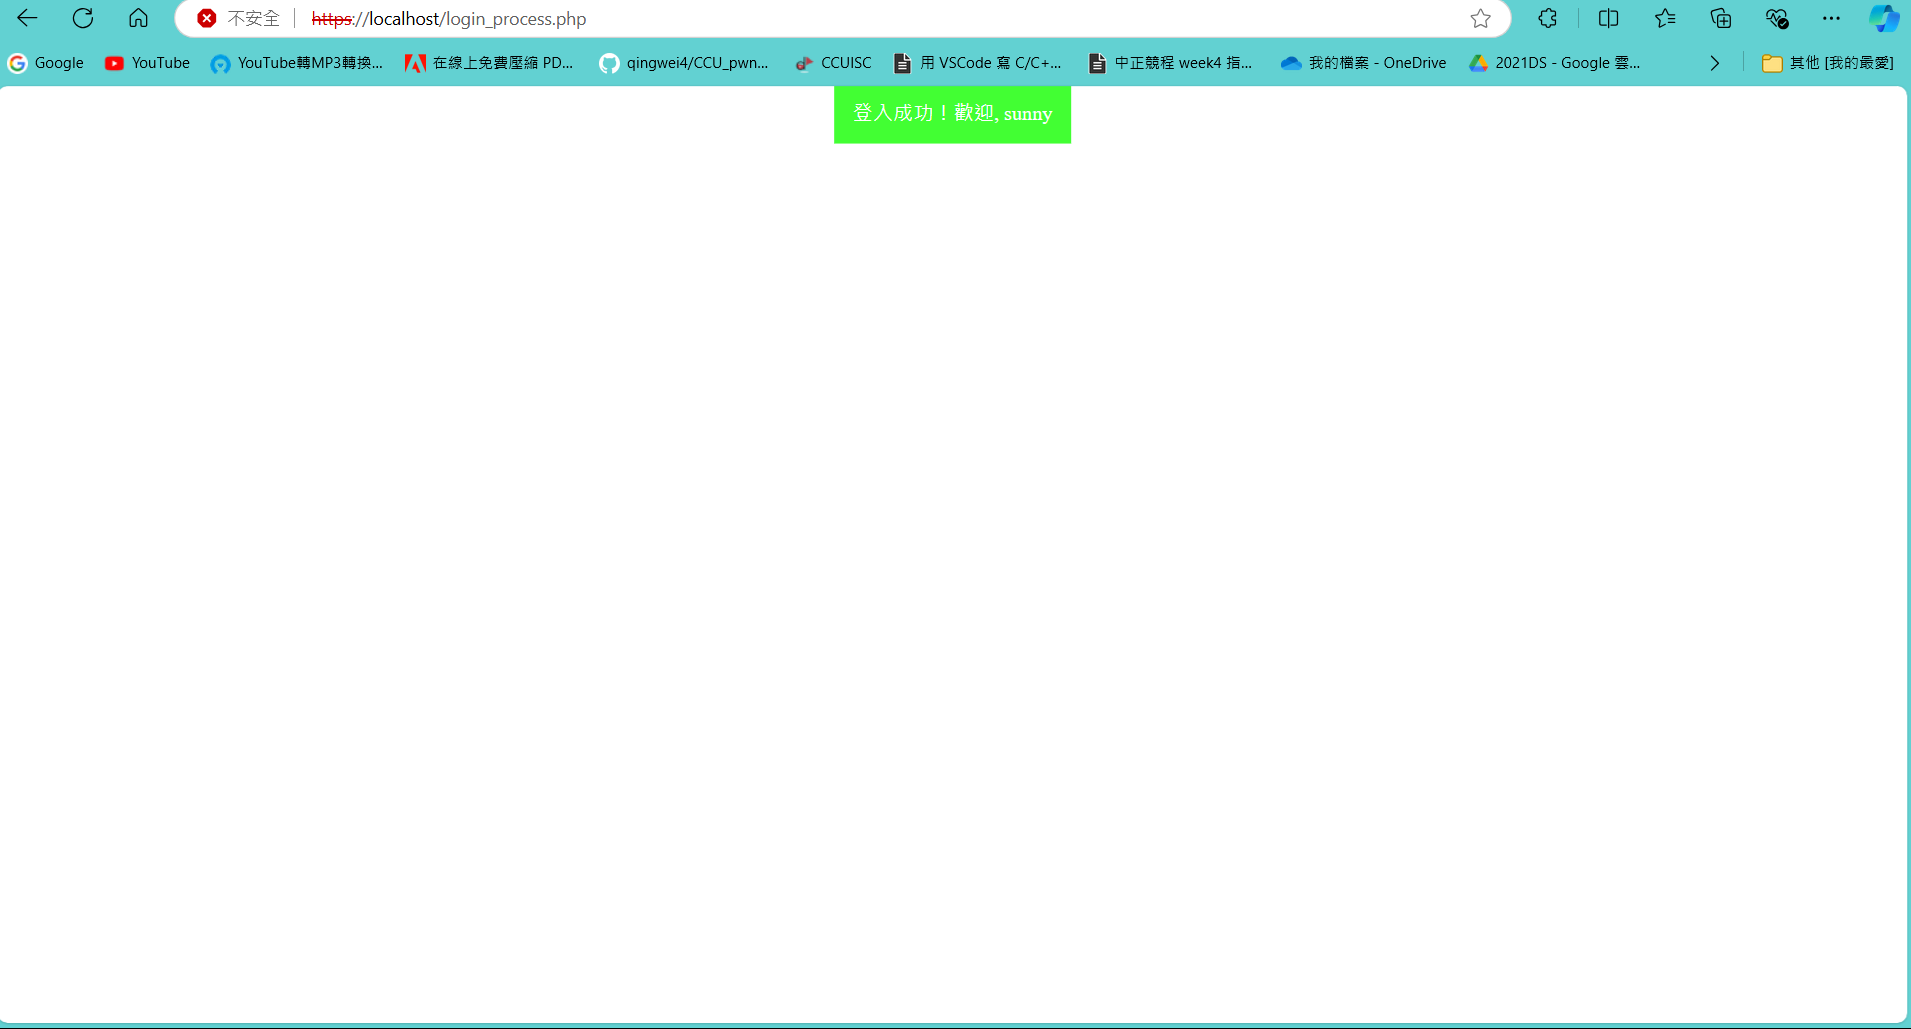 不安全 https://localhost/login_process.php
Google YouTube YouTube轉MP3轉換... 在線上免費壓縮 PD... qingwei4/CCU_pwn... CCUISC 用 VSCode 寫 C/C+... 中正競程 week4 指... 我的檔案 - OneDrive 2021DS - Google 雲... 其他 [我的最愛]
登入成功！歡迎, sunny